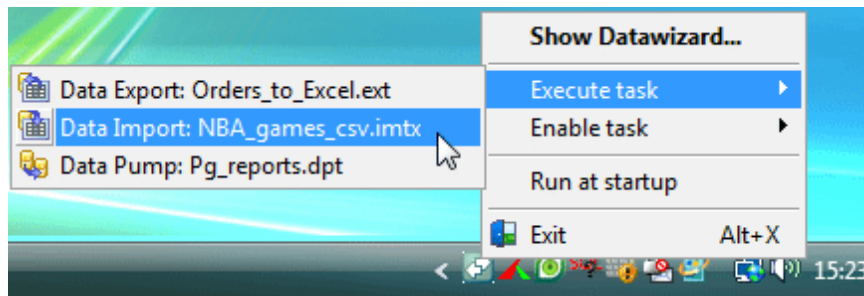 Show Datawizard...
Execute task
Enable task
Run at startup
Exit Alt+X
Data Export: Orders_to_Excel.ext
Data Import: NBA_games_csv.imtx
Data Pump: Pg_reports.dpt
< 15:23